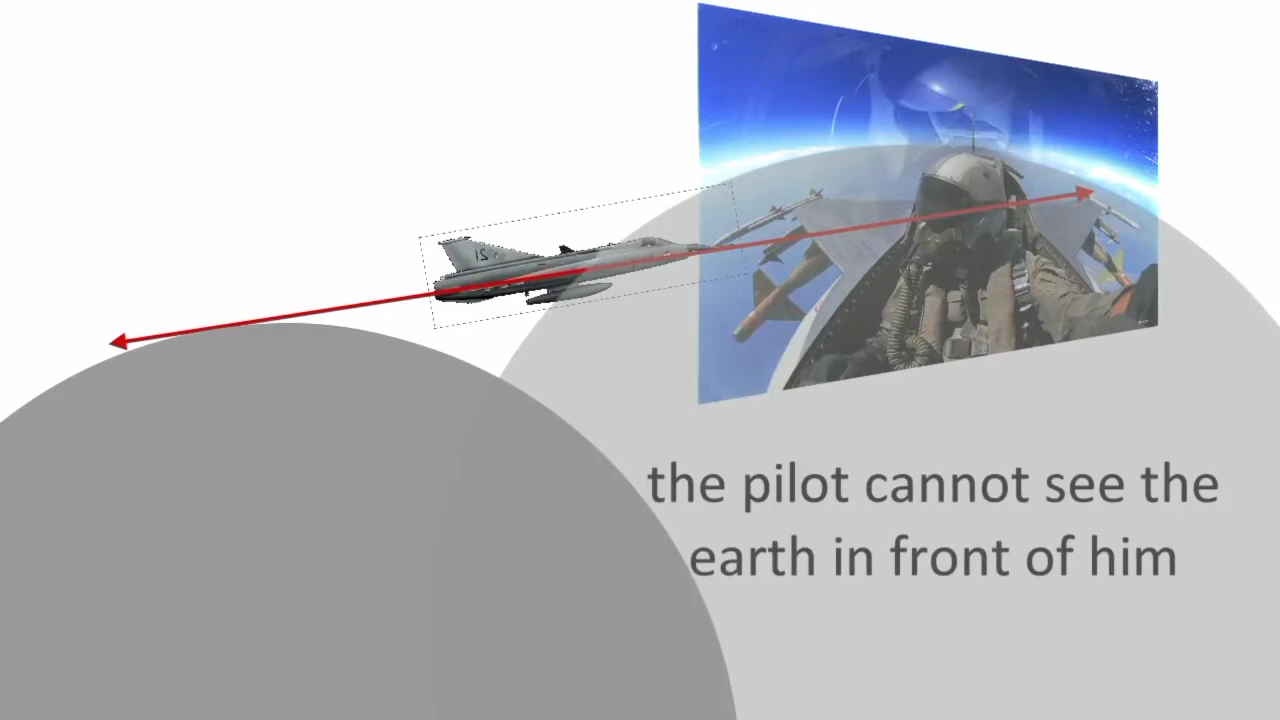 the pilot cannot see the
earth in front of him